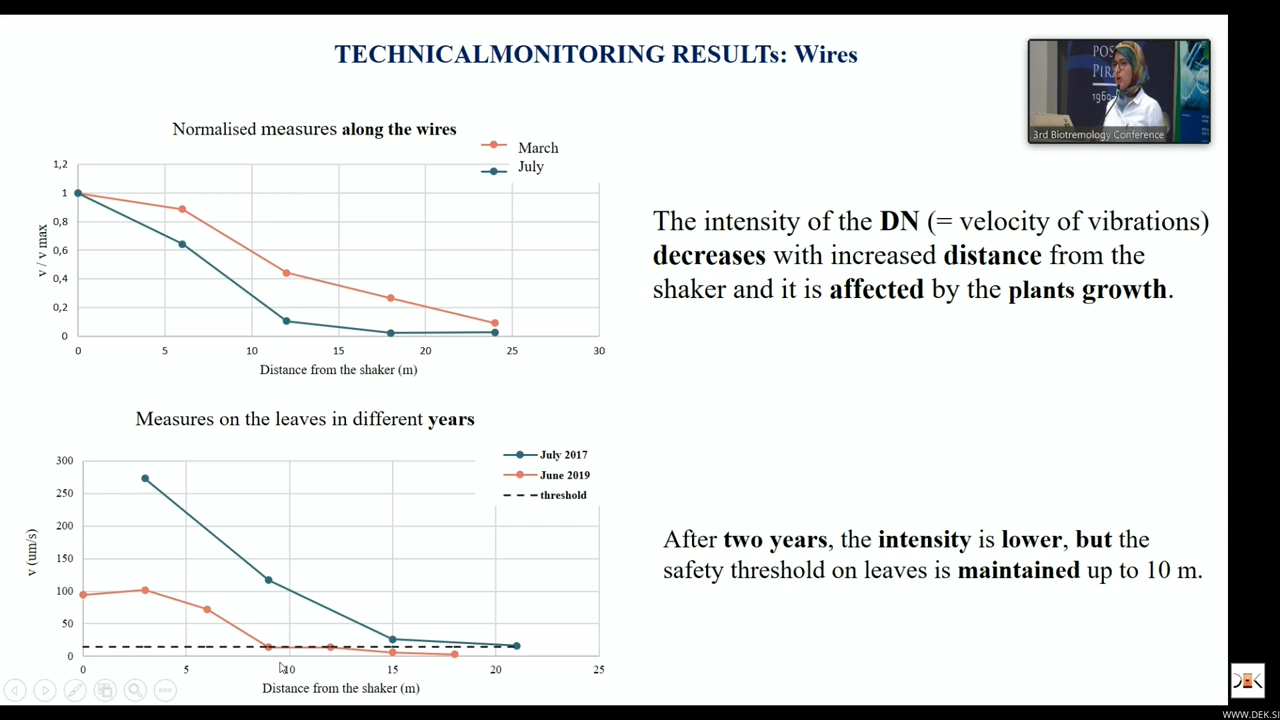 TECHNICALMONITORING RESULTs: Wires
POS
PIRA
1960
3rd Biotremology Conference
Normalised measures along the wires
March
July
1,2
1
0,8
0,6
0,4
0,2
0
v / v max
0 5 10 15 20 25 30
Distance from the shaker (m)
The intensity of the DN (= velocity of vibrations)
decreases with increased distance from the
shaker and it is affected by the plants growth.
Measures on the leaves in different years
July 2017
June 2019
threshold
300
250
200
150
100
50
0
v (um/s)
0 5 10 15 20 25
Distance from the shaker (m)
After two years, the intensity is lower, but the
safety threshold on leaves is maintained up to 10 m.
DEK
WWW.DEK.SI